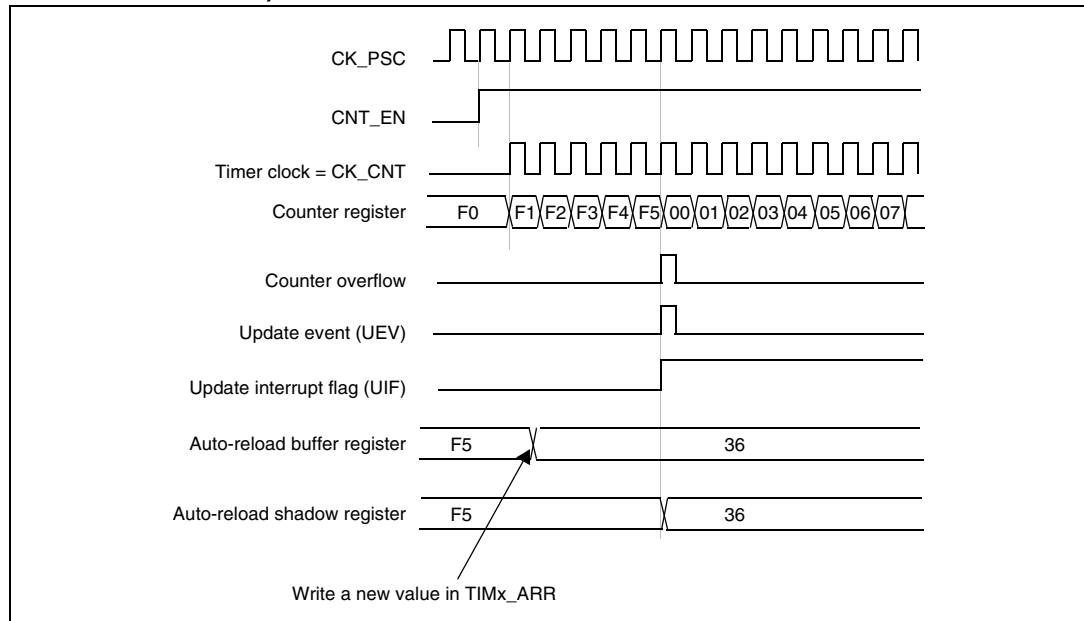 CK_PSC
CNT_EN
Timer clock = CK_CNT
Counter register F0 F1 F2 F3 F4 F5 00 01 02 03 04 05 06 07
Counter overflow
Update event (UEV)
Update interrupt flag (UIF)
Auto-reload buffer register F5 36
Auto-reload shadow register F5 36
Write a new value in TIMx_ARR